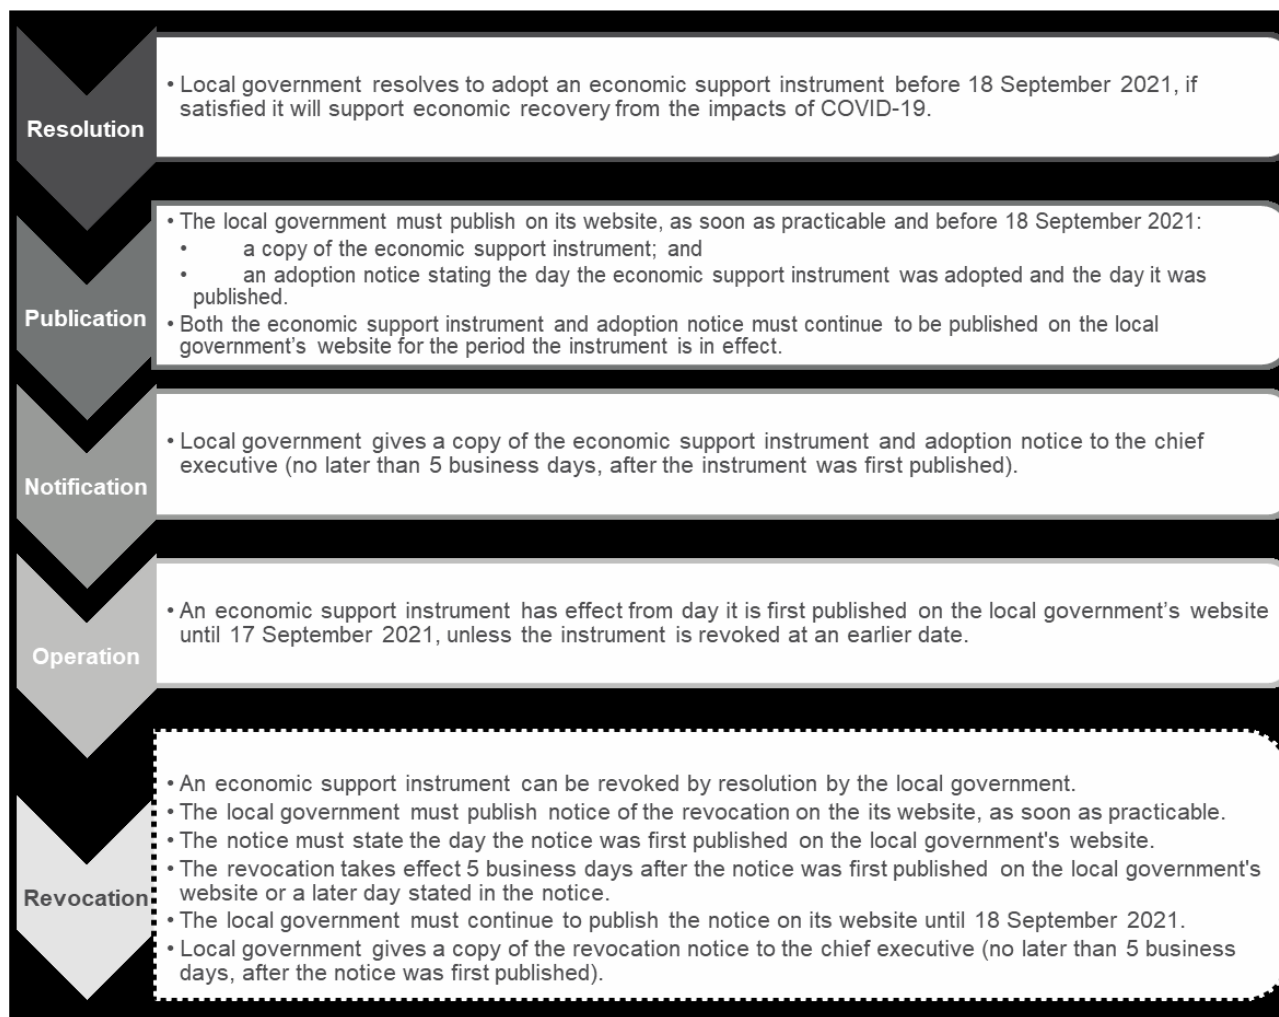 Resolution
• Local government resolves to adopt an economic support instrument before 18 September 2021, if
satisfied it will support economic recovery from the impacts of COVID-19.
Publication
• The local government must publish on its website, as soon as practicable and before 18 September 2021:
• a copy of the economic support instrument; and
• an adoption notice stating the day the economic support instrument was adopted and the day it was
published.
• Both the economic support instrument and adoption notice must continue to be published on the local
government's website for the period the instrument is in effect.
Notification
• Local government gives a copy of the economic support instrument and adoption notice to the chief
executive (no later than 5 business days, after the instrument was first published).
Operation
• An economic support instrument has effect from day it is first published on the local government's website
until 17 September 2021, unless the instrument is revoked at an earlier date.
Revocation
• An economic support instrument can be revoked by resolution by the local government.
• The local government must publish notice of the revocation on the its website, as soon as practicable.
• The notice must state the day the notice was first published on the local government's website.
• The revocation takes effect 5 business days after the notice was first published on the local government's
website or a later day stated in the notice.
• The local government must continue to publish the notice on its website until 18 September 2021.
• Local government gives a copy of the revocation notice to the chief executive (no later than 5 business
days, after the notice was first published).